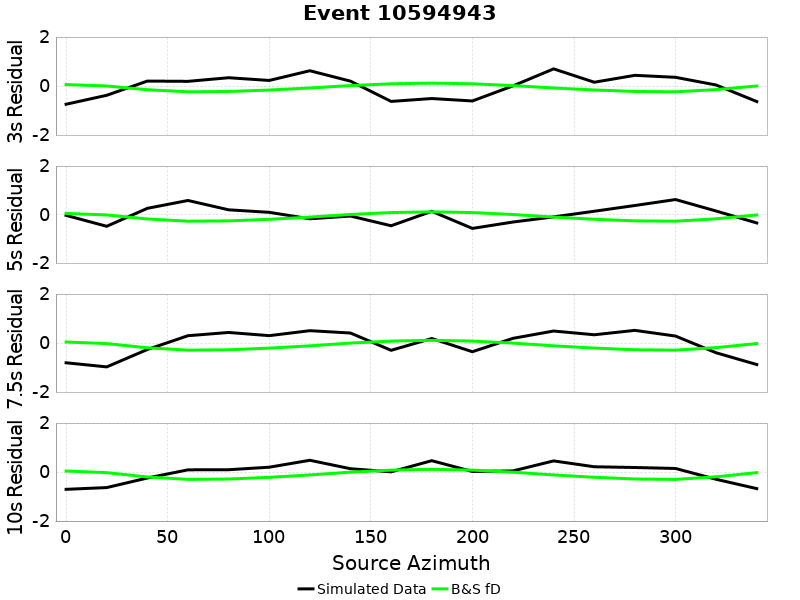 Event 10594943
3s Residual
2
0
-2
5s Residual
2
0
-2
7.5s Residual
2
0
-2
10s Residual
2
0
-2
0 50 100 150 200 250 300
Source Azimuth
Simulated Data B&S fD